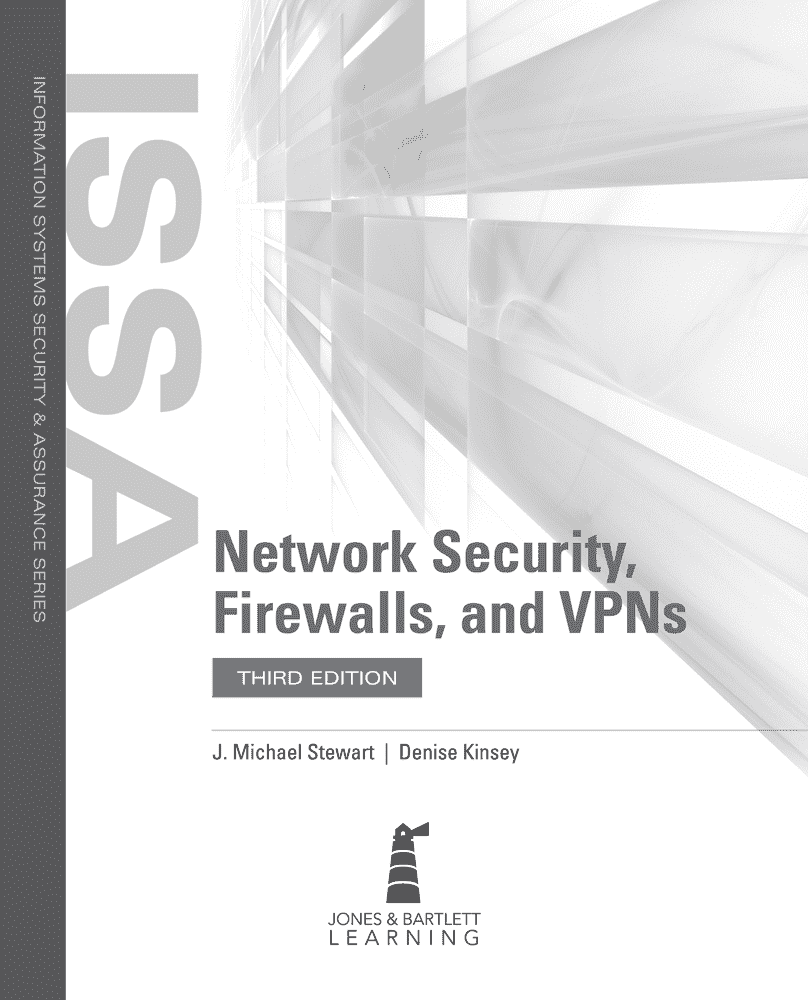 INFORMATION SYSTEMS SECURITY & ASSURANCE SERIES
ISSA
Network Security,
Firewalls, and VPNs
THIRD EDITION
J. Michael Stewart | Denise Kinsey
JONES & BARTLETT
LEARNING